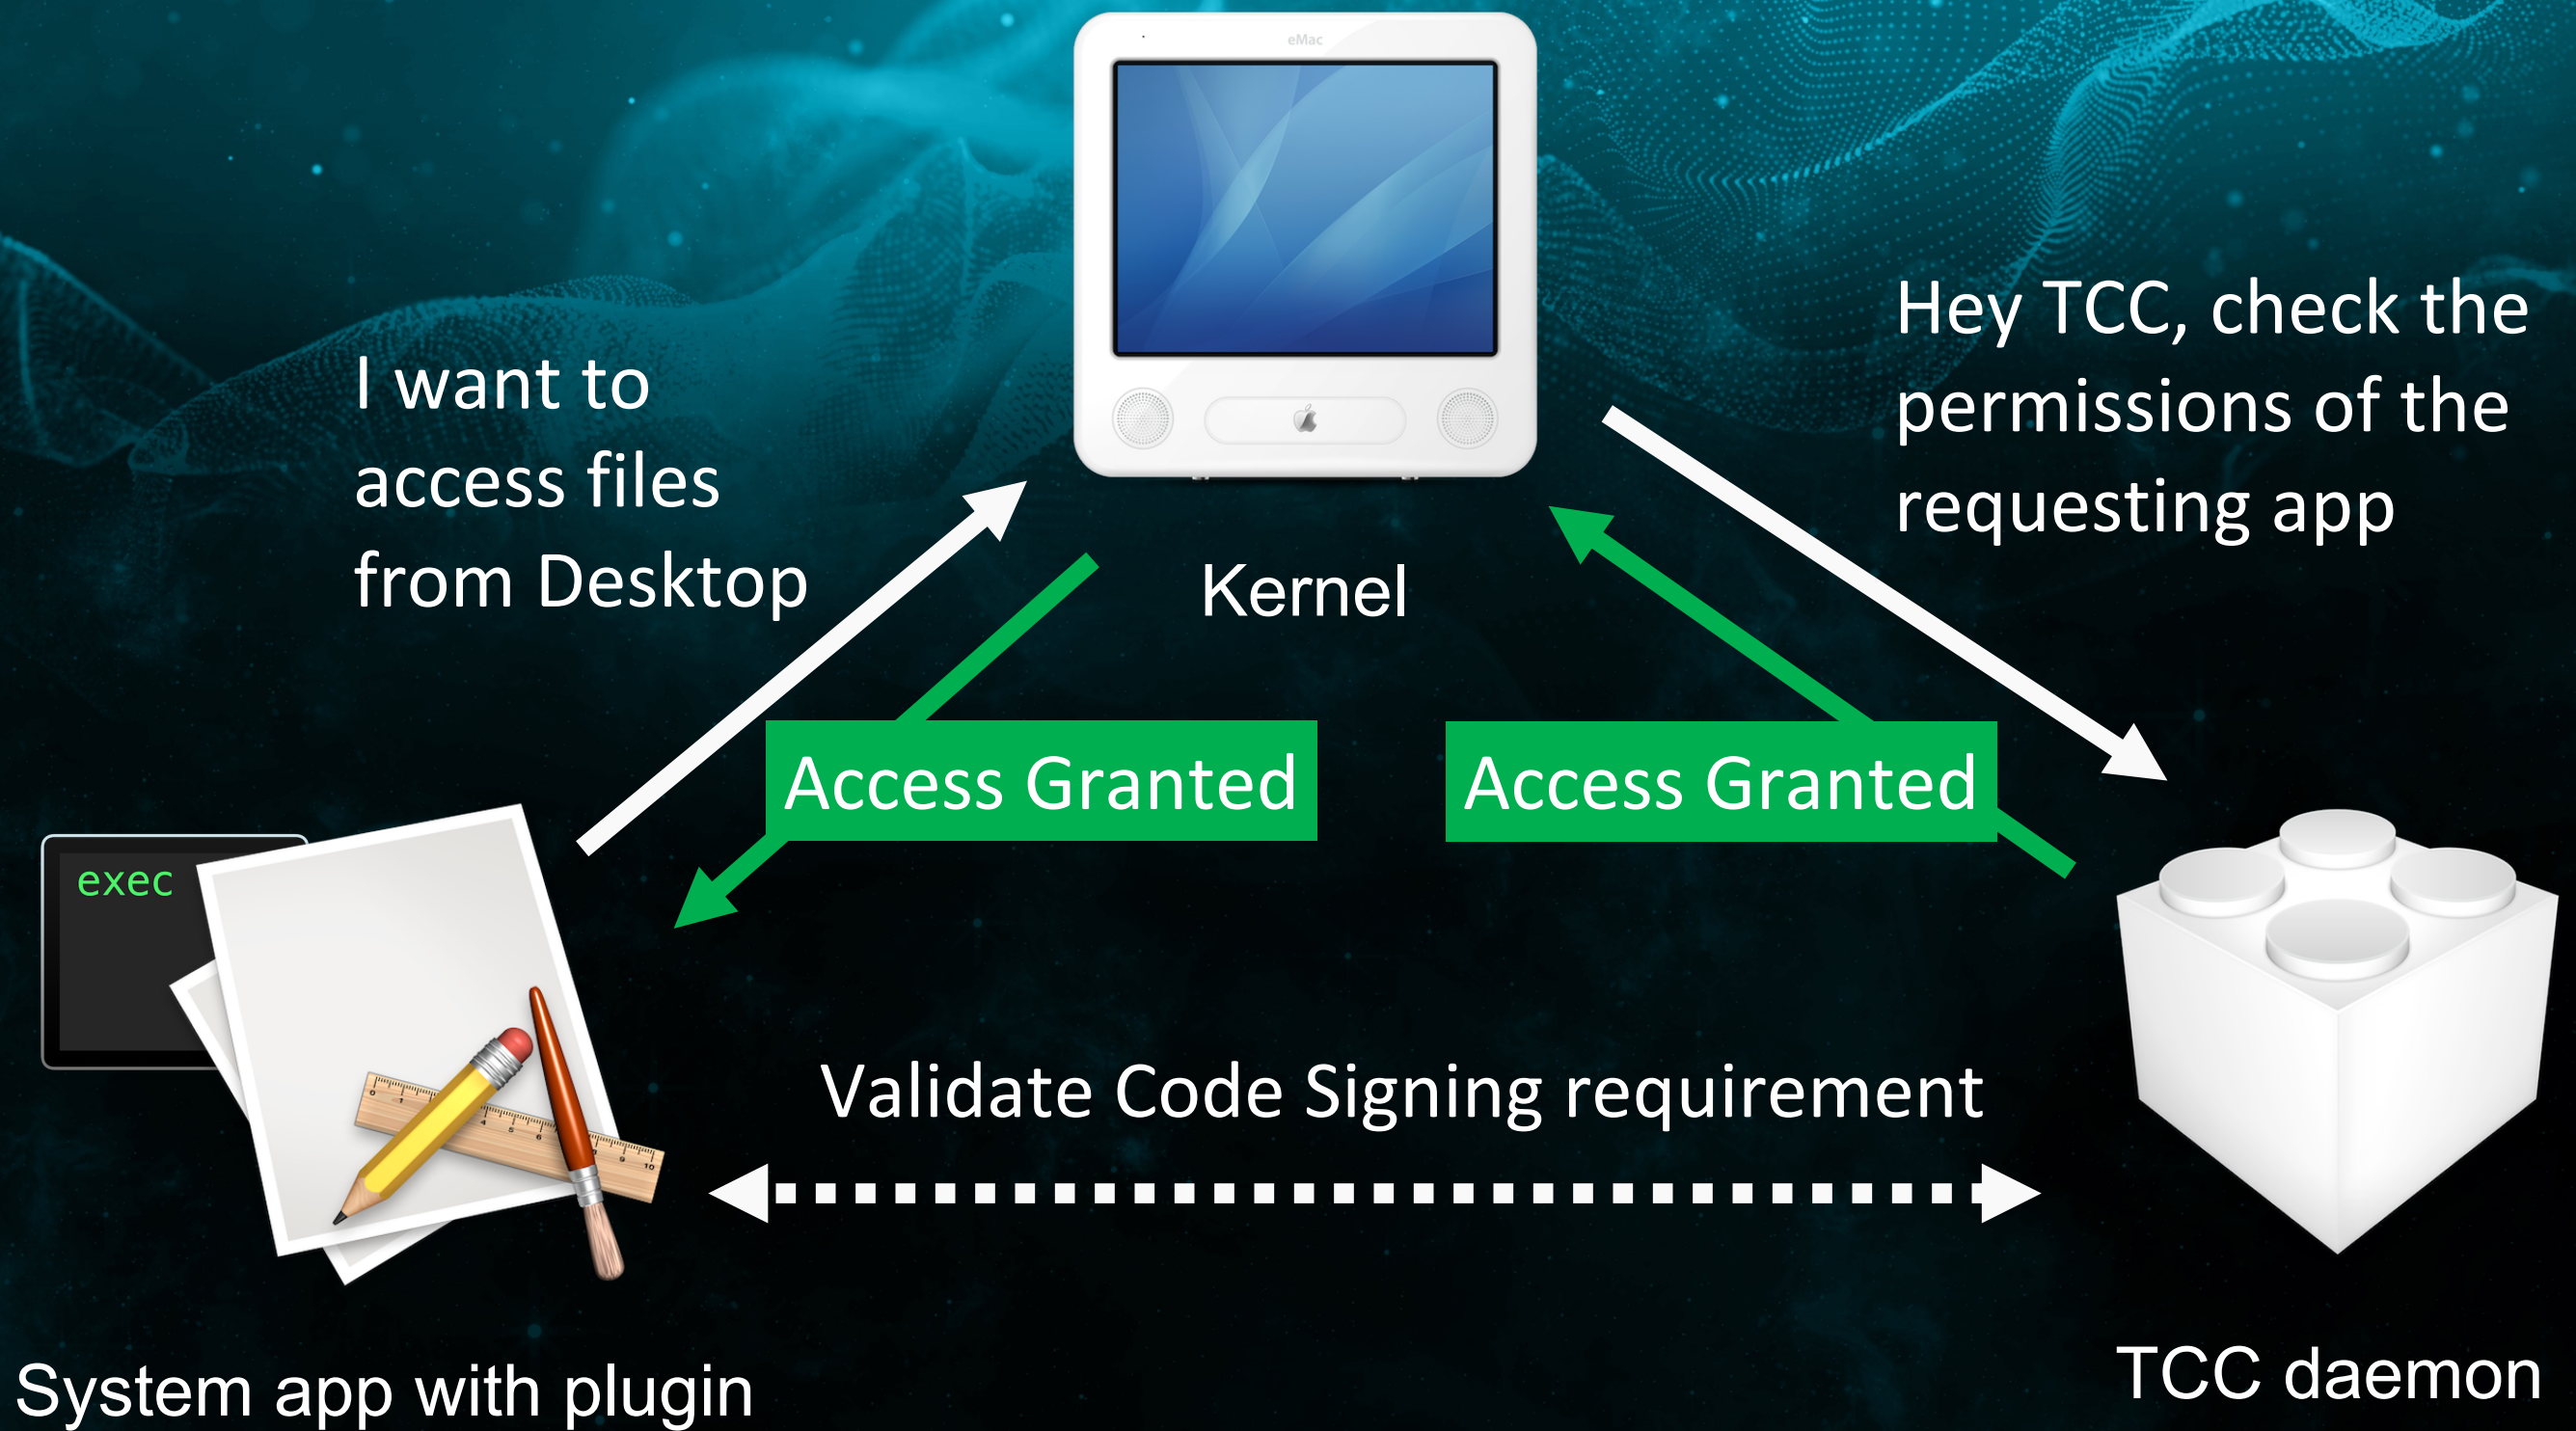 eMac
Hey TCC, check the
permissions of the
requesting app
I want to
access files
from Desktop
Kernel
Access Granted
Access Granted
exec
Validate Code Signing requirement
System app with plugin
TCC daemon